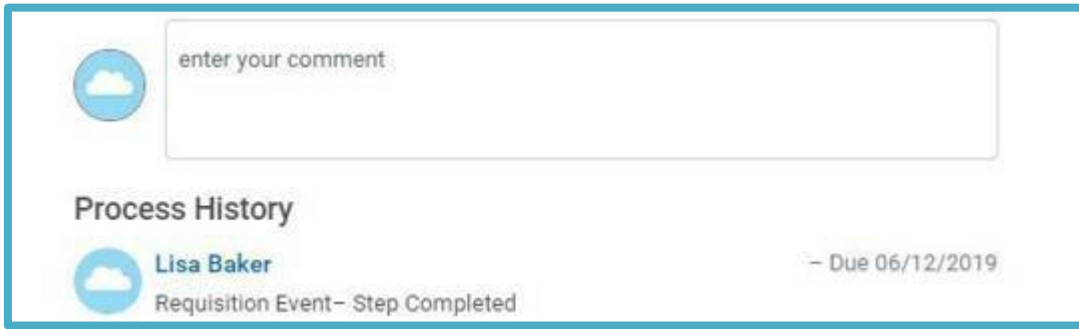 enter your comment
Process History
Lisa Baker – Due 06/12/2019
Requisition Event– Step Completed